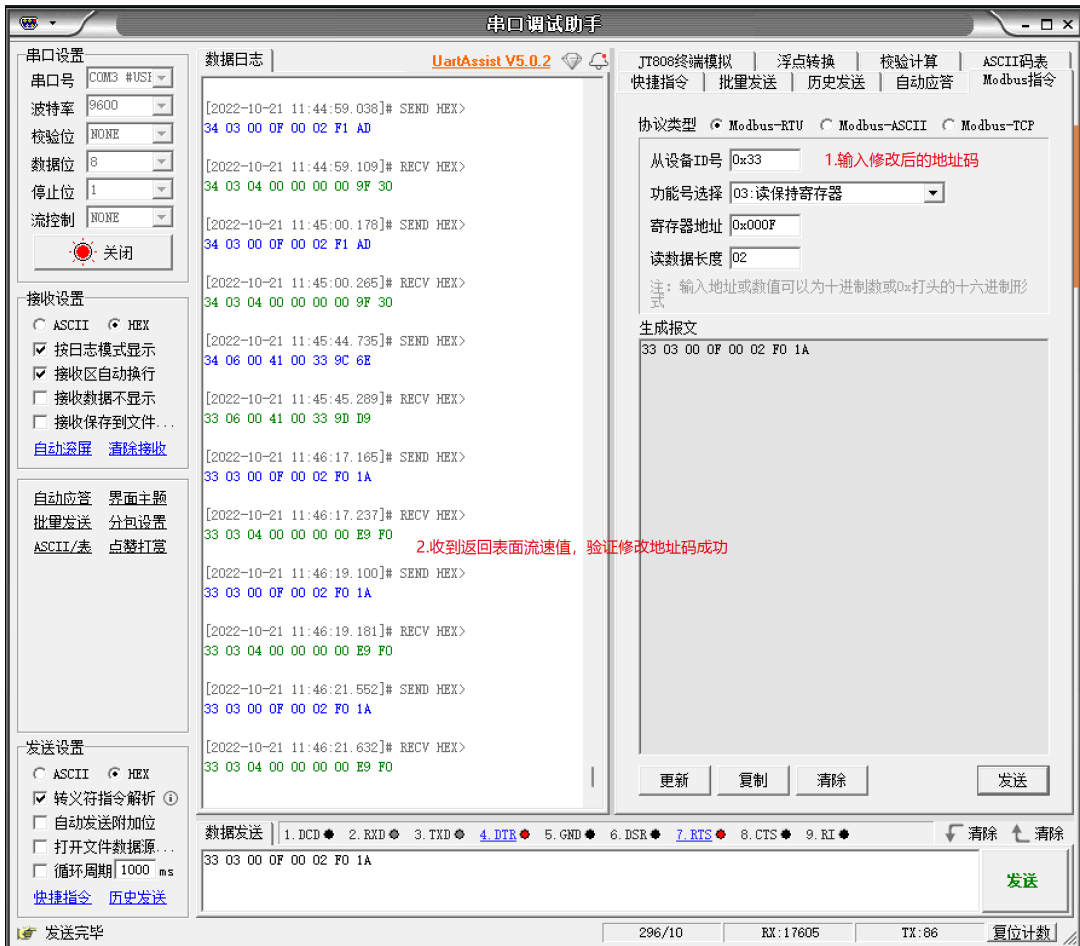 串口调试助手
串口设置
串口号 COM3 #USI
波特率 9600
校验位 NONE
数据位 8
停止位 1
流控制 NONE
关闭
接收设置
ASCII HEX
按日志模式显示
接收区自动换行
接收数据不显示
接收保存到文件...
自动滚屏 清除接收
自动应答 界面主题
批量发送 分包设置
ASCII/表 点赞打赏
发送设置
ASCII HEX
转义符指令解析
自动发送附加位
打开文件数据源...
循环周期 1000 ms
快捷指令 历史发送
数据日志 UartAssist V5.0.2
[2022-10-21 11:44:59.038]# SEND HEX>
34 03 00 0F 00 02 F1 AD
[2022-10-21 11:44:59.109]# RECV HEX>
34 03 04 00 00 00 00 9F 30
[2022-10-21 11:45:00.178]# SEND HEX>
34 03 00 0F 00 02 F1 AD
[2022-10-21 11:45:00.265]# RECV HEX>
34 03 04 00 00 00 00 9F 30
[2022-10-21 11:45:44.735]# SEND HEX>
34 06 00 41 00 33 9C 6E
[2022-10-21 11:45:45.289]# RECV HEX>
33 06 00 41 00 33 9D D9
[2022-10-21 11:46:17.165]# SEND HEX>
33 03 00 0F 00 02 F0 1A
[2022-10-21 11:46:17.237]# RECV HEX>
33 03 04 00 00 00 00 E9 F0
2.收到返回表面流速值，验证修改地址码成功
[2022-10-21 11:46:19.100]# SEND HEX>
33 03 00 0F 00 02 F0 1A
[2022-10-21 11:46:19.181]# RECV HEX>
33 03 04 00 00 00 00 E9 F0
[2022-10-21 11:46:21.552]# SEND HEX>
33 03 00 0F 00 02 F0 1A
[2022-10-21 11:46:21.632]# RECV HEX>
33 03 04 00 00 00 00 E9 F0
JT808终端模拟 浮点转换 校验计算 ASCII码表
快捷指令 批量发送 历史发送 自动应答 Modbus指令
协议类型 Modbus-RTU Modbus-ASCII Modbus-TCP
从设备ID号 0x33 1.输入修改后的地址码
功能号选择 03:读保持寄存器
寄存器地址 0x000F
读数据长度 02
注: 输入地址或数值可以为十进制数或0x打头的十六进制形
式
生成报文
33 03 00 0F 00 02 F0 1A
更新 复制 清除 发送
数据发送 1.DCD 2.RXD 3.TXD 4.DTR 5.GND 6.DSR 7.RTS 8.CTS 9.RI 清除 清除
33 03 00 0F 00 02 F0 1A
发送
发送完毕 296/10 RX:17605 TX:86 复位计数